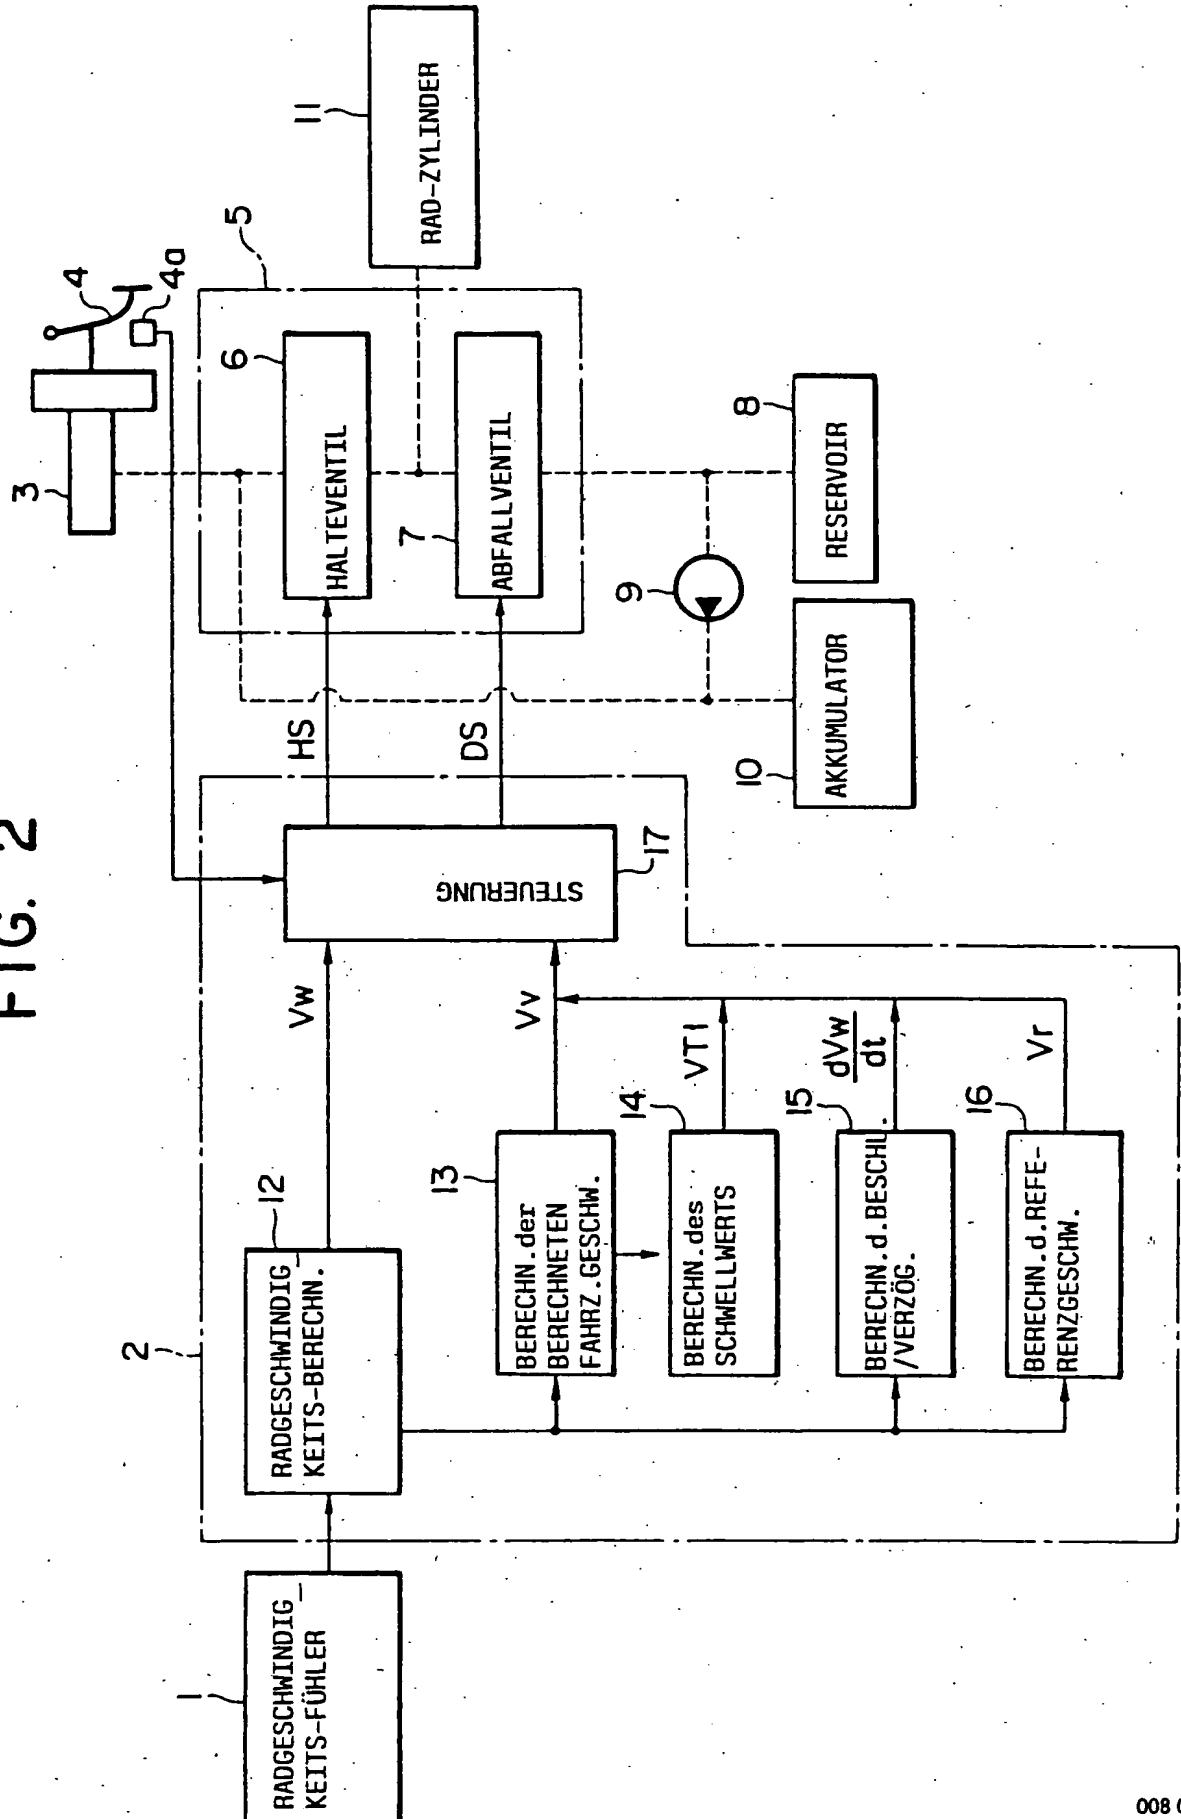 FIG. 2
1
RADGESCHWINDIG_
KEITS-FÜHLER
2
12
RADGESCHWINDIG_
KEITS-BERECHN.
Vw
13
BERECHN.der
BERECHNETEN
FAHRZ.GESCHW.
Vv
14
BERECHN.des
SCHWELLWERTS
VT1
15
BERECHN.d.BESCHL.
/VERZÖG.
dVw
dt
16
BERECHN.d.REFE-
RENZGESCHW.
Vr
STEUERUNG
17
HS
DS
3
4
4a
5
6
HALTEVENTIL
7
ABFALLVENTIL
11
RAD-ZYLINDER
9
8
RESERVOIR
10
AKKUMULATOR